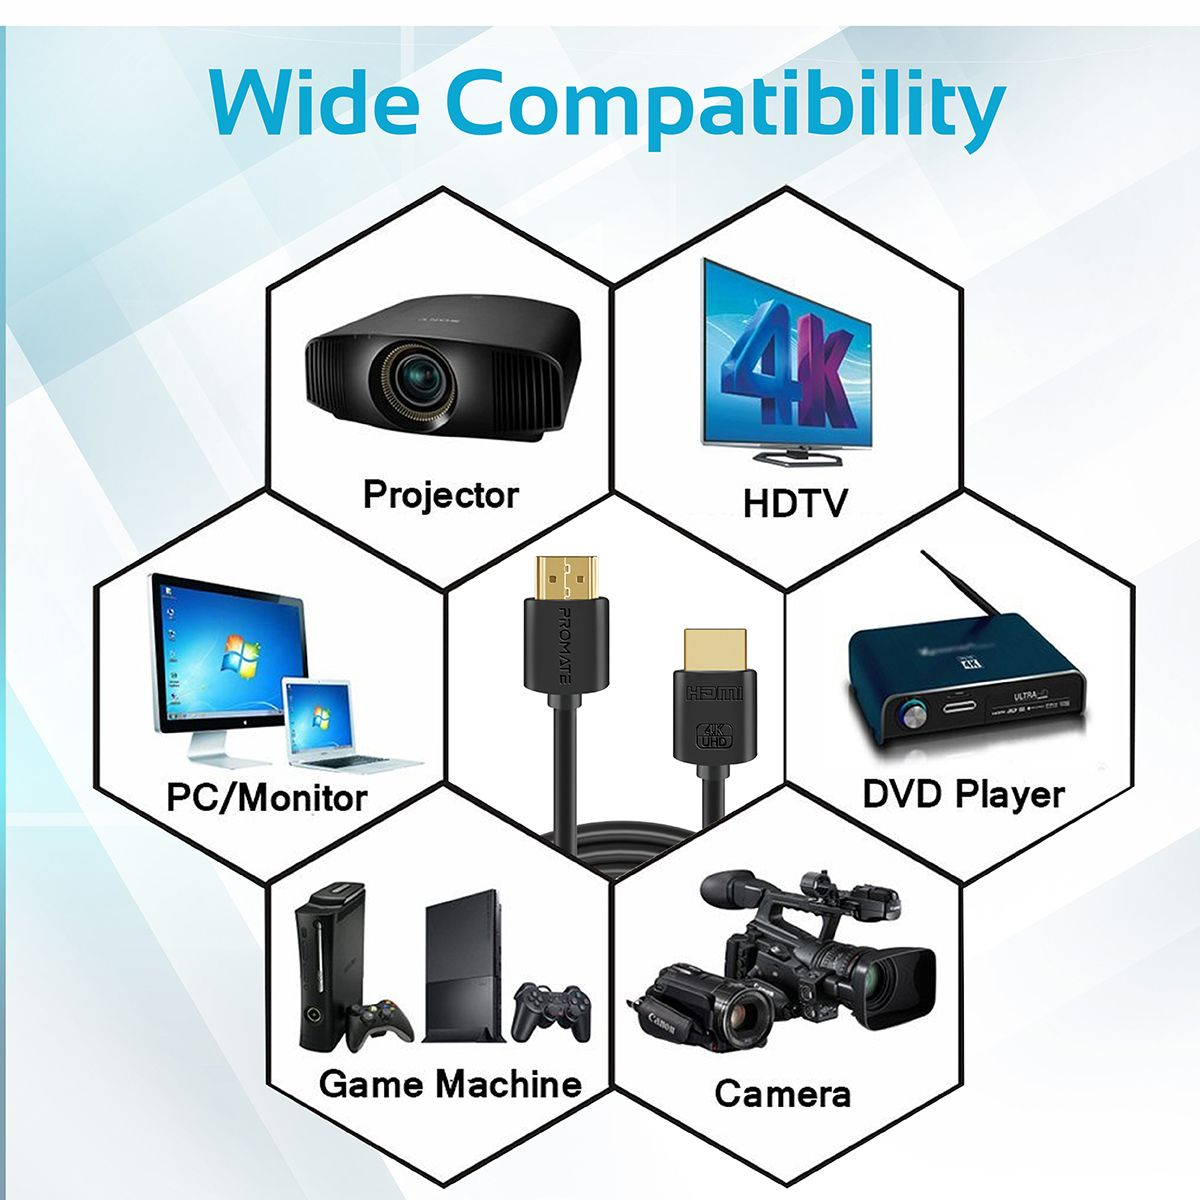 Wide Compatibility
SONY
4K
Projector
HDTV
PROMATE
HDMI
4K
UHD
4K
ULTRA
PC/Monitor
DVD Player
Canon
Game Machine
Camera